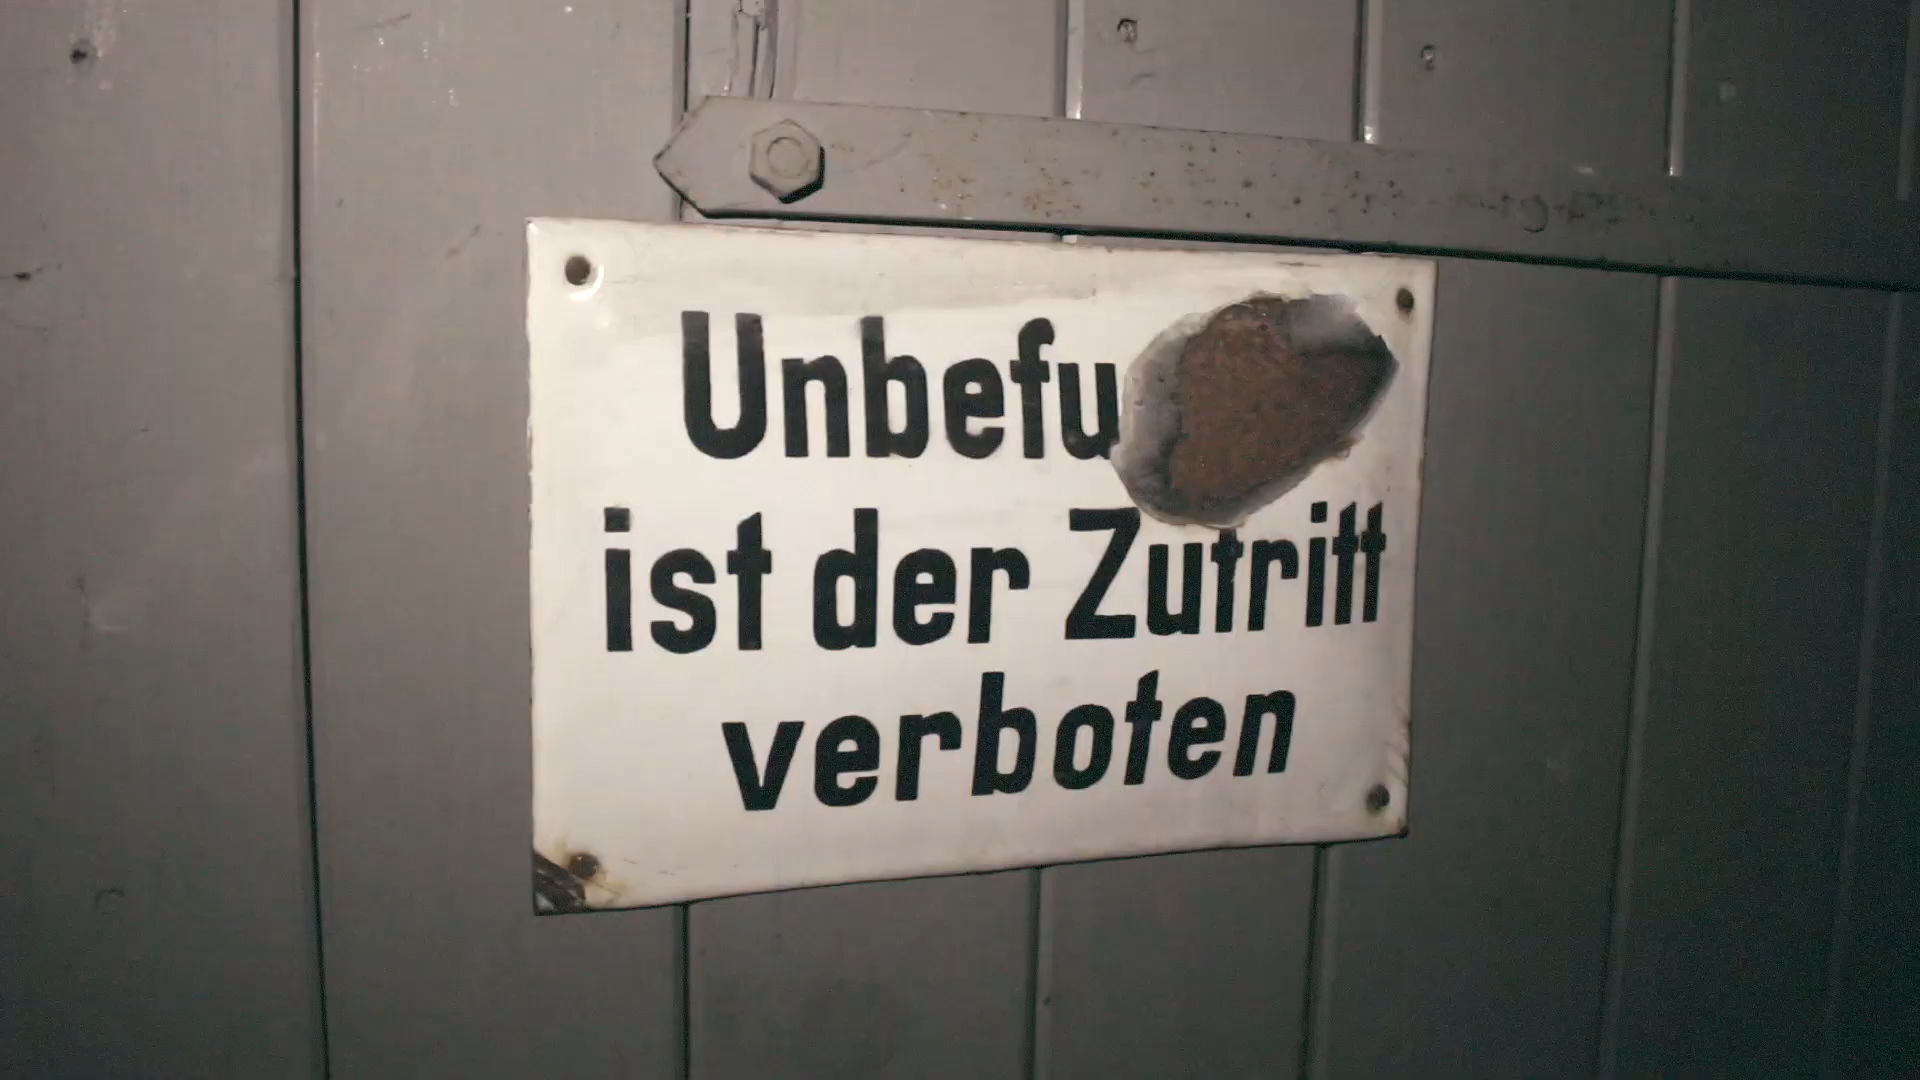 Unbefu
ist der Zutritt
verboten